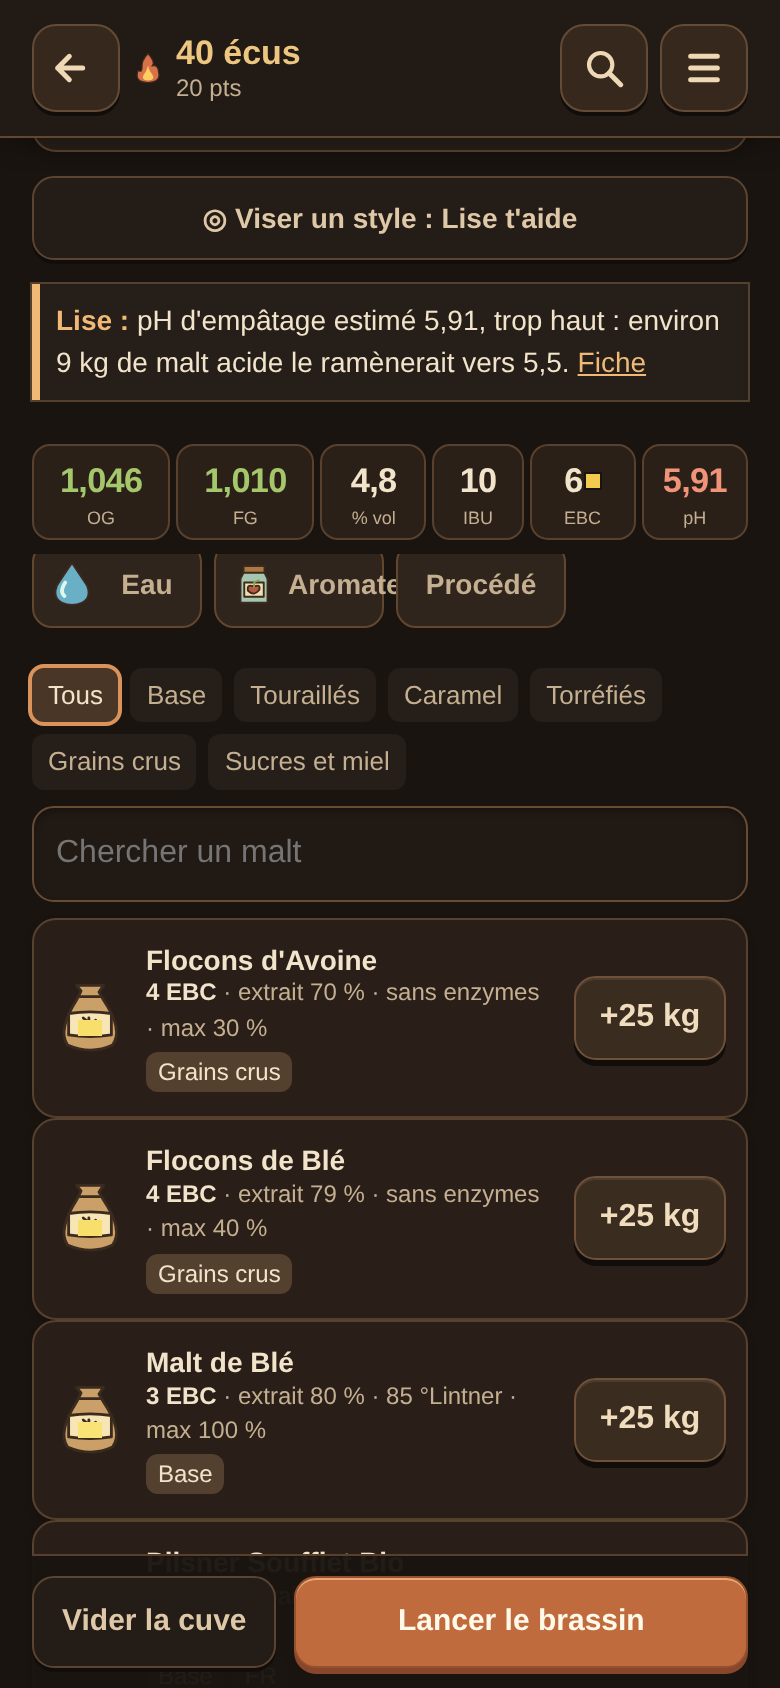 40 écus
20 pts
◎ Viser un style : Lise t'aide
Lise : pH d'empâtage estimé 5,91, trop haut : environ
9 kg de malt acide le ramènerait vers 5,5. Fiche
1,046 1,010 4,8 10 6 5,91
OG FG % vol IBU EBC pH
Eau Aromate Procédé
Tous Base Touraillés Caramel Torréfiés
Grains crus Sucres et miel
Chercher un malt
Flocons d'Avoine
4 EBC · extrait 70 % · sans enzymes
· max 30 %
+25 kg
Grains crus
Flocons de Blé
4 EBC · extrait 79 % · sans enzymes
· max 40 %
+25 kg
Grains crus
Malt de Blé
3 EBC · extrait 80 % · 85 °Lintner ·
max 100 %
+25 kg
Base
Pilsner Soufflet Bio
Vider la cuve Lancer le brassin
Base FR